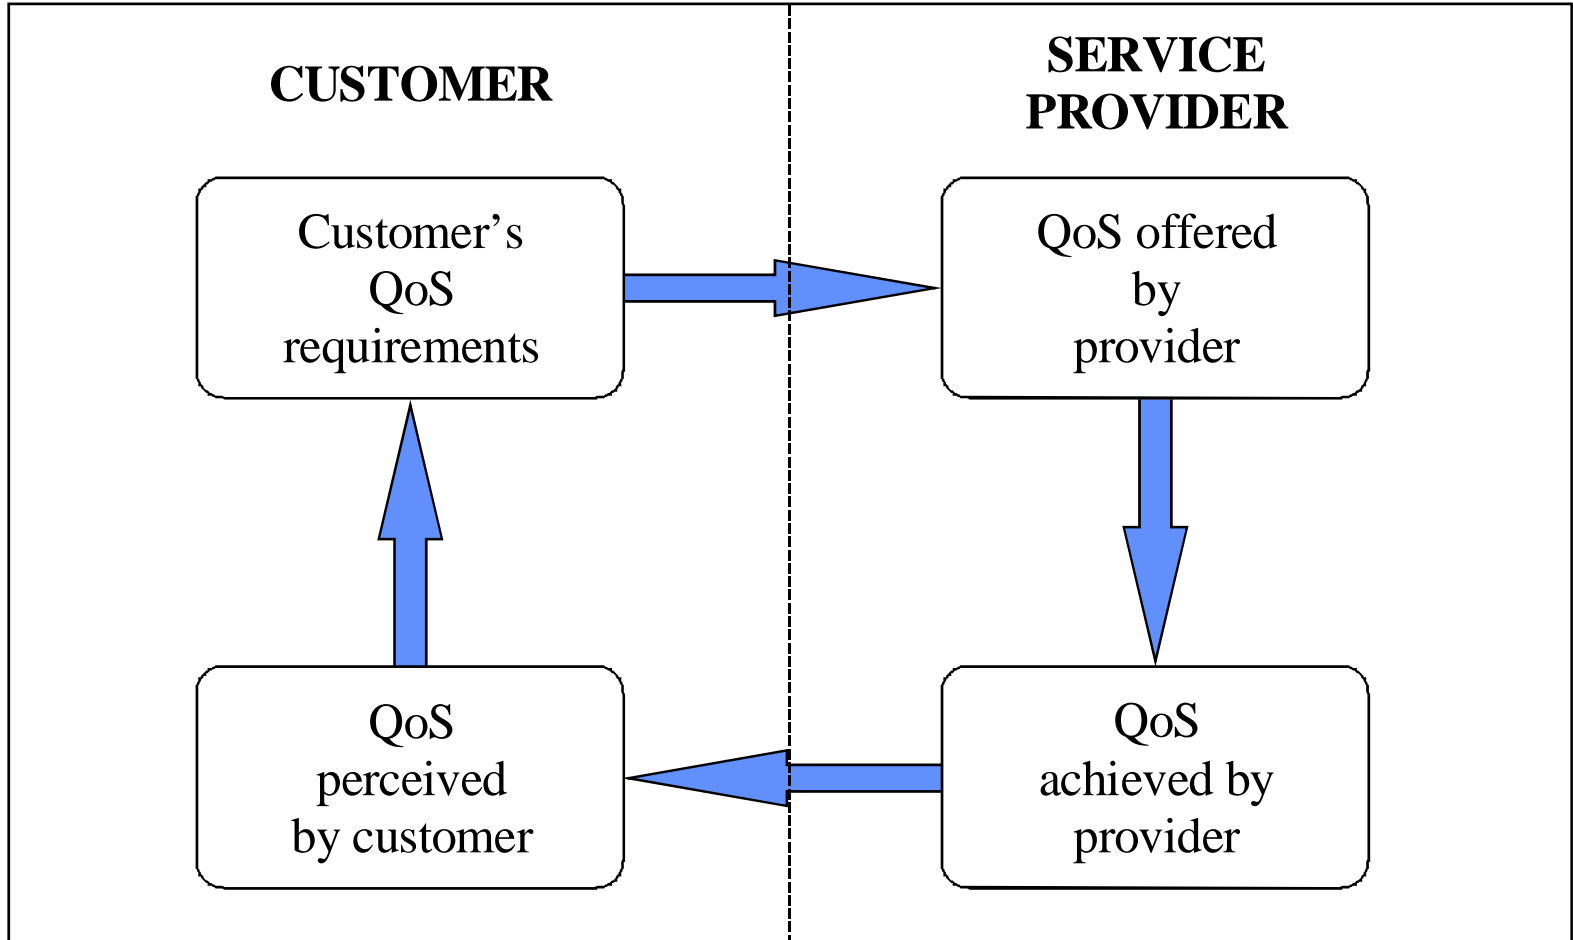 CUSTOMER
SERVICE
PROVIDER
Customer’s
QoS
requirements
QoS offered
by
provider
QoS
perceived
by customer
QoS
achieved by
provider